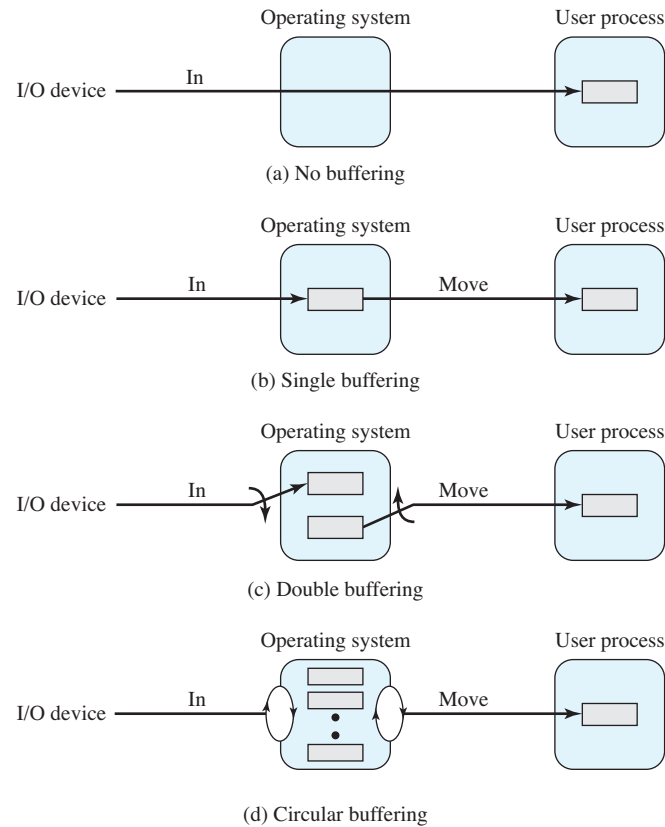 Operating system
User process
In
I/O device
(a) No buffering
Operating system
User process
In
Move
I/O device
(b) Single buffering
Operating system
User process
In
Move
I/O device
(c) Double buffering
Operating system
User process
In
Move
I/O device
(d) Circular buffering